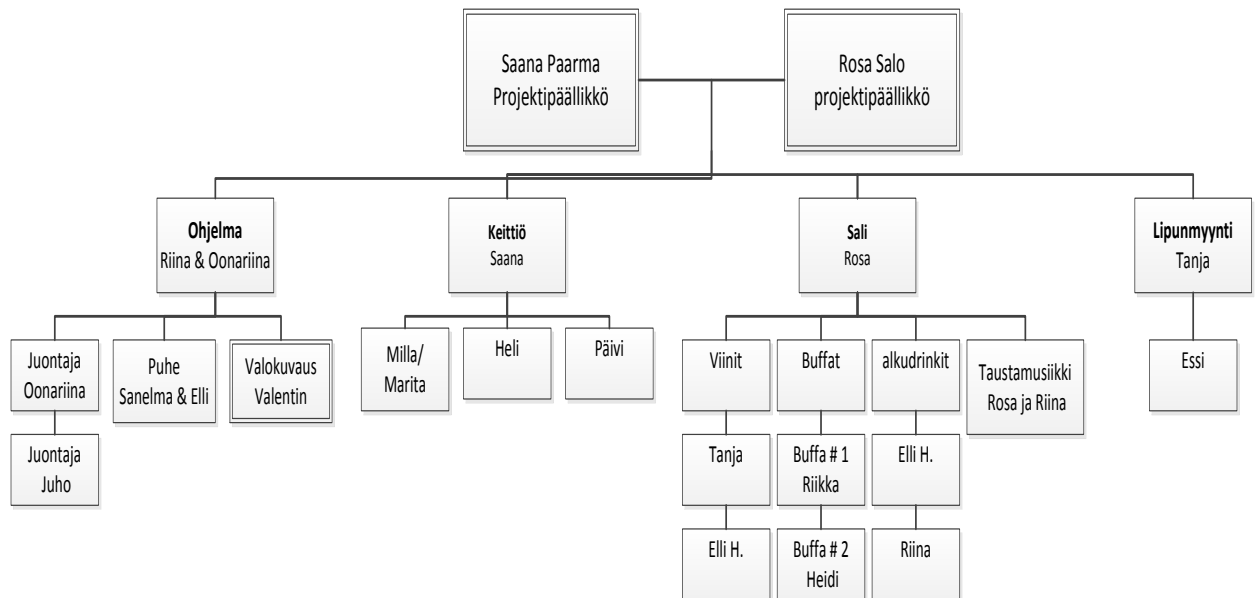 Saana Paarma
Projektipäällikkö
Rosa Salo
projektipäällikkö
Ohjelma
Riina & Oonariina
Keittiö
Saana
Sali
Rosa
Lipunmyynti
Tanja
Juontaja
Oonariina
Puhe
Sanelma & Elli
Valokuvaus
Valentin
Milla/
Marita
Heli
Päivi
Viinit
Buffat
alkudrinkit
Taustamusiikki
Rosa ja Riina
Essi
Juontaja
Juho
Tanja
Buffa # 1
Riikka
Elli H.
Elli H.
Buffa # 2
Heidi
Riina